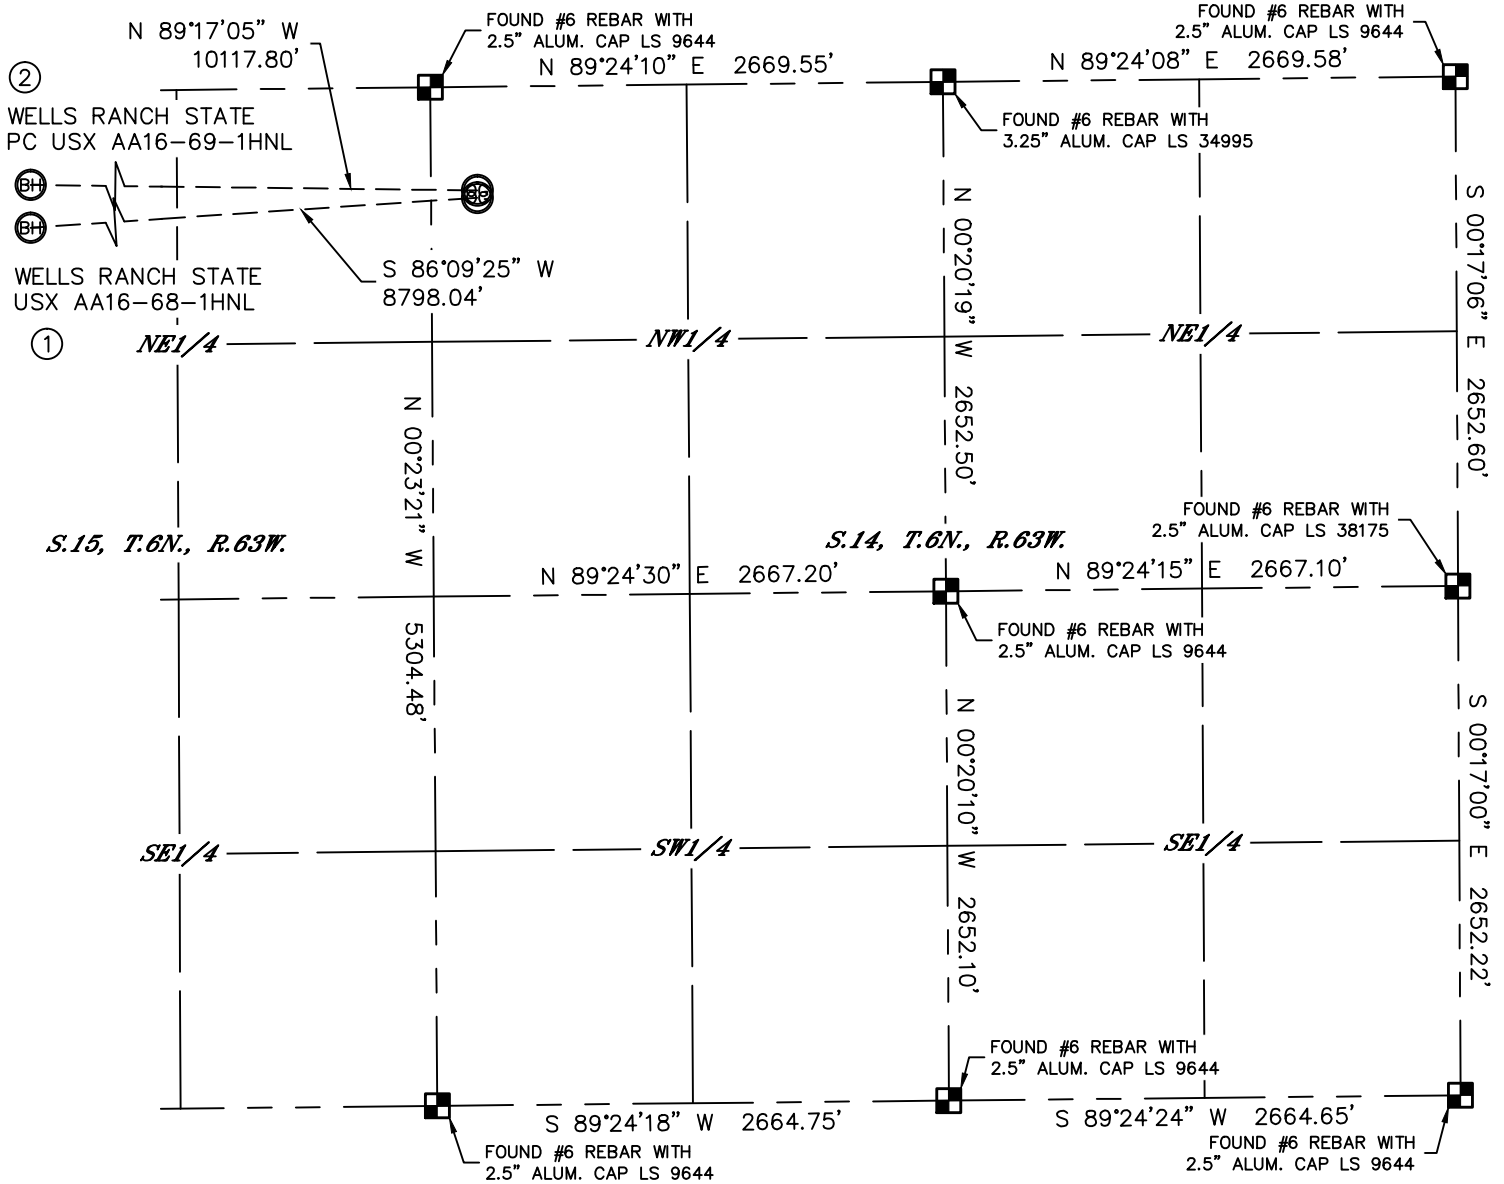 N 89°17'05" W
10117.80'
FOUND #6 REBAR WITH
2.5" ALUM. CAP LS 9644
N 89°24'10" E 2669.55'
FOUND #6 REBAR WITH
2.5" ALUM. CAP LS 9644
N 89°24'08" E 2669.58'
2
WELLS RANCH STATE
PC USX AA16-69-1HNL
FOUND #6 REBAR WITH
3.25" ALUM. CAP LS 34995
BH
BH
N 00°20'19" W 2652.50'
S 00°17'06" E 2652.60'
S 86°09'25" W
8798.04'
WELLS RANCH STATE
USX AA16-68-1HNL
1
NE1/4
NW1/4
NE1/4
N 00°23'21" W 5304.48'
FOUND #6 REBAR WITH
2.5" ALUM. CAP LS 38175
S.15, T.6N., R.63W.
S.14, T.6N., R.63W.
N 89°24'30" E 2667.20'
N 89°24'15" E 2667.10'
FOUND #6 REBAR WITH
2.5" ALUM. CAP LS 9644
N 00°20'10" W 2652.10'
S 00°17'00" E 2652.22'
SE1/4
SW1/4
SE1/4
FOUND #6 REBAR WITH
2.5" ALUM. CAP LS 9644
S 89°24'18" W 2664.75'
S 89°24'24" W 2664.65'
FOUND #6 REBAR WITH
2.5" ALUM. CAP LS 9644
FOUND #6 REBAR WITH
2.5" ALUM. CAP LS 9644